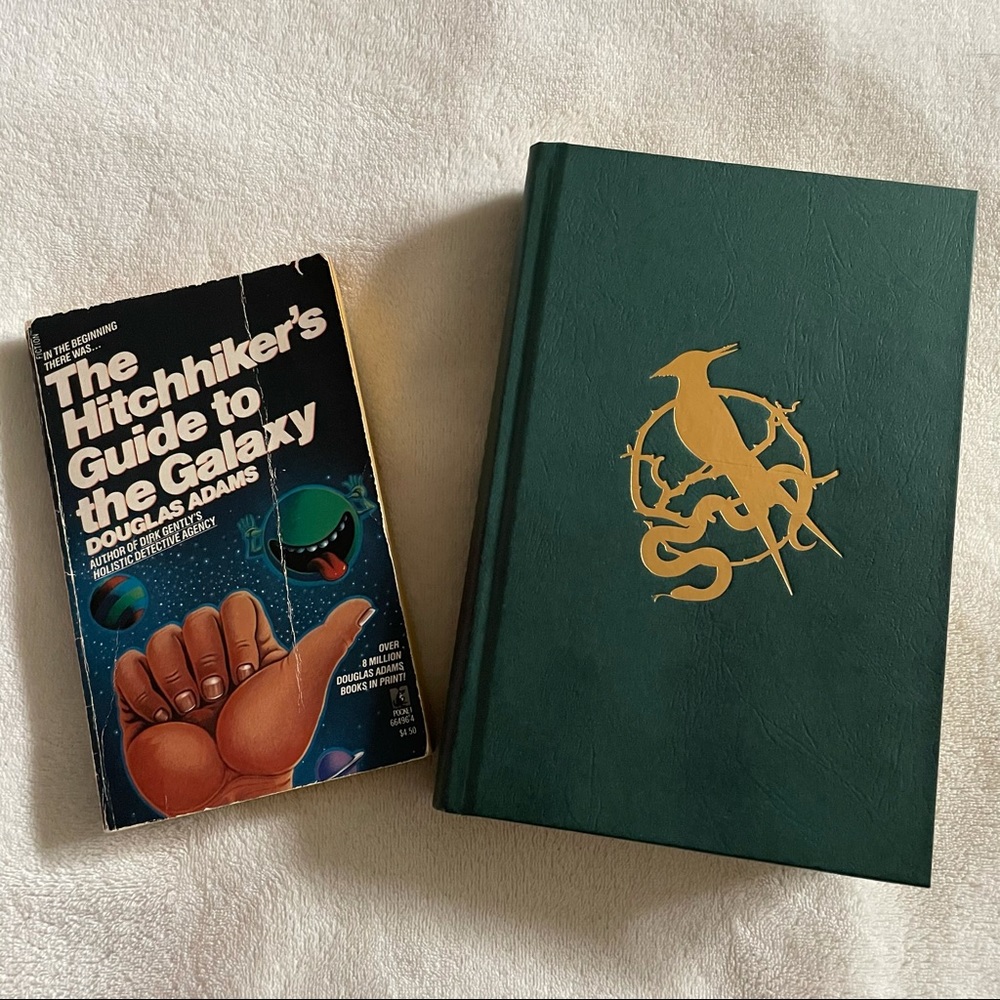 FICTION
IN THE BEGINNING
THERE WAS...
The
Hitchhiker's
Guide to
the Galaxy
DOUGLAS ADAMS
AUTHOR OF DIRK GENTLY'S
HOLISTIC DETECTIVE AGENCY
OVER
8 MILLION
DOUGLAS ADAMS
BOOKS IN PRINT!
POCKET
66496-4
$4.50